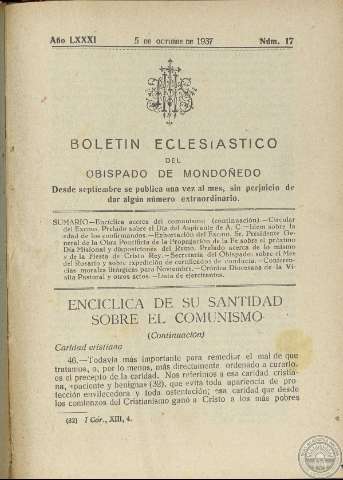 Año LXXXI 5 DE OCTUBRE DE 1937 Núm. 17
BOLETIN ECLESIASTICO
DEL
OBISPADO DE MONDOÑEDO
Desde septiembre se publica una vez al mes, sin perjuicio de
dar algún número extraordinario.
SUMARIO.—Encíclica acerca del comunismo (continuación).—Circular
del Excmo. Prelado sobre el Día del Aspirante de A. C.—Idem sobre la
edad de los confirmandos.—Exhortación del Excmo. Sr. Presidente Ge-
neral de la Obra Pontificia de la Propagación de la Fe sobre el próximo
Día Misional y disposiciones del Revmo. Prelado acerca de lo mismo
y de la Fiesta de Cristo Rey.—Secretaría del Obispado: sobre el Mes
del Rosario y sobre expedición de certificados de conducta.—Conferen-
cias morales litúrgicas para Noviembre.—Crónica Diocesana de la Vi-
sita Pastoral y otros actos.—Lista de ejercitantes.
ENCICLICA DE SU SANTIDAD
SOBRE EL COMUNISMO
(Continuación)
Caridad cristiana
46.—Todavía más importante para remediar el mal de que
tratamos, o, por lo menos, más directamente ordenado a curarlo,
es el precepto de la caridad. Nos referimos a esa caridad cristia-
na, «paciente y benigna» (32), que evita toda apariencia de pro-
tección envilecedora y toda ostentación; esa caridad que desde
los comienzos del Cristianismo ganó a Cristo a los más pobres
(32) I Cor., XIII, 4.